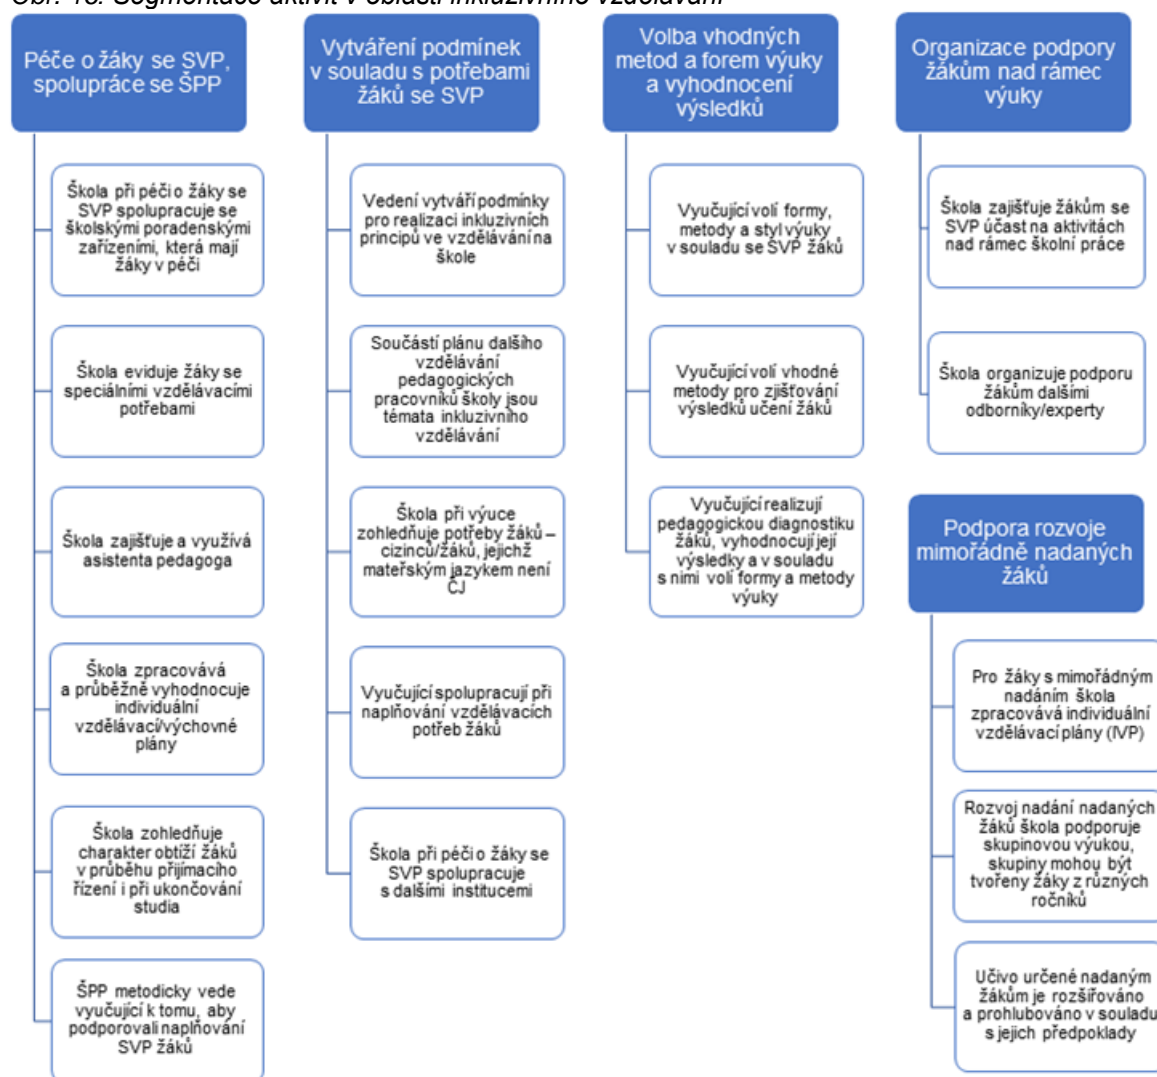 Obr. 18: Segmentace aktivit v oblasti inkluzivního vzdělávání
Péče o žáky se SVP,
spolupráce se ŠPP
Škola při péči o žáky se
SVP spolupracuje se
školskými poradenskými
zařízeními, která mají
žáky v péči
Škola eviduje žáky se
speciálními vzdělávacími
potřebami
Škola zajišťuje a využívá
asistenta pedagoga
Škola zpracovává
a průběžně vyhodnocuje
individuální
vzdělávací/výchovné
plány
Škola zohledňuje
charakter obtíží žáků
v průběhu přijímacího
řízení i při ukončování
studia
ŠPP metodicky vede
vyučující k tomu, aby
podporovali naplňování
SVP žáků
Vytváření podmínek
v souladu s potřebami
žáků se SVP
Vedení vytváří podmínky
pro realizaci inkluzivních
principů ve vzdělávání na
škole
Součástí plánu dalšího
vzdělávání
pedagogických
pracovníků školy jsou
témata inkluzivního
vzdělávání
Škola při výuce
zohledňuje potřeby žáků –
cizinců/žáků, jejichž
mateřským jazykem není
ČJ
Vyučující spolupracují při
naplňování vzdělávacích
potřeb žáků
Škola při péči o žáky se
SVP spolupracuje
s dalšími institucemi
Volba vhodných
metod a forem výuky
a vyhodnocení
výsledků
Vyučující volí formy,
metody a styl výuky
v souladu se SVP žáků
Vyučující volí vhodné
metody pro zjišťování
výsledků učení žáků
Vyučující realizují
pedagogickou diagnostiku
žáků, vyhodnocují její
výsledky a v souladu
s nimi volí formy a metody
výuky
Organizace podpory
žákům nad rámec
výuky
Škola zajišťuje žákům se
SVP účast na aktivitách
nad rámec školní práce
Škola organizuje podporu
žákům dalšími
odborníky/experty
Podpora rozvoje
mimořádně nadaných
žáků
Pro žáky s mimořádným
nadáním škola
zpracovává individuální
vzdělávací plány (IVP)
Rozvoj nadání nadaných
žáků škola podporuje
skupinovou výukou,
skupiny mohou být
tvořeny žáky z různých
ročníků
Učivo určené nadaným
žákům je rozšiřováno
a prohlubováno v souladu
s jejich předpoklady